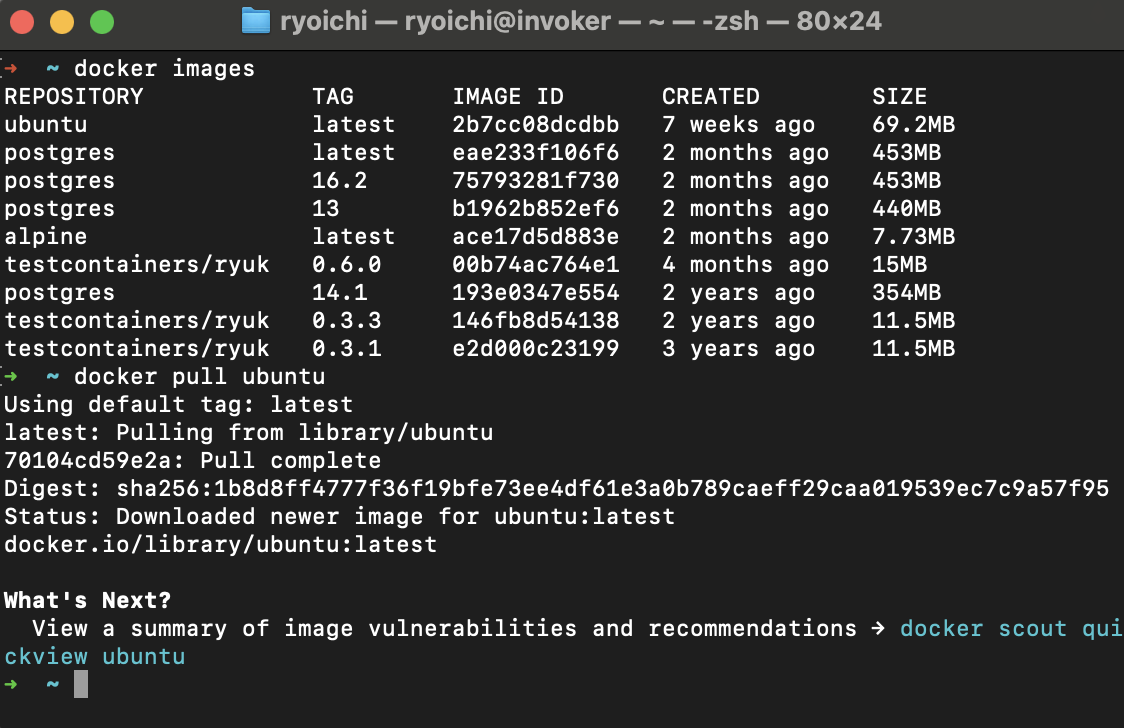 ryoichi — ryoichi@invoker — ~ — -zsh — 80×24
➜  ~ docker images
REPOSITORY            TAG       IMAGE ID       CREATED        SIZE
ubuntu                latest    2b7cc08dcdbb   7 weeks ago    69.2MB
postgres              latest    eae233f106f6   2 months ago   453MB
postgres              16.2      75793281f730   2 months ago   453MB
postgres              13        b1962b852ef6   2 months ago   440MB
alpine                latest    ace17d5d883e   2 months ago   7.73MB
testcontainers/ryuk   0.6.0     00b74ac764e1   4 months ago   15MB
postgres              14.1      193e0347e554   2 years ago    354MB
testcontainers/ryuk   0.3.3     146fb8d54138   2 years ago    11.5MB
testcontainers/ryuk   0.3.1     e2d000c23199   3 years ago    11.5MB
➜  ~ docker pull ubuntu
Using default tag: latest
latest: Pulling from library/ubuntu
70104cd59e2a: Pull complete
Digest: sha256:1b8d8ff4777f36f19bfe73ee4df61e3a0b789caeff29caa019539ec7c9a57f95
Status: Downloaded newer image for ubuntu:latest
docker.io/library/ubuntu:latest
What's Next?
  View a summary of image vulnerabilities and recommendations → docker scout qui
ckview ubuntu
➜  ~